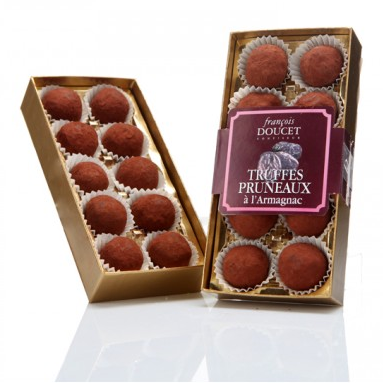 françois
DOUCET
CONFISEUR
TRUFFES
PRUNEAUX
à l'Armagnac